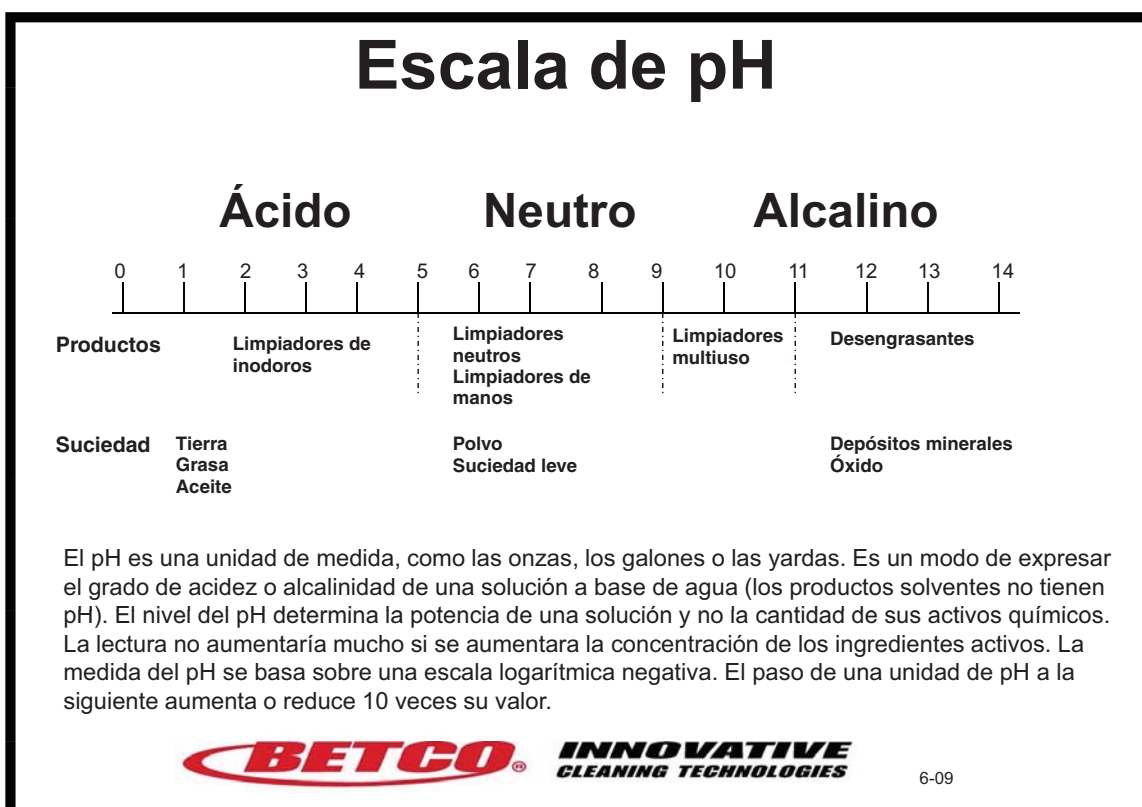 Escala de pH
Ácido Neutro Alcalino
0 1 2 3 4 5 6 7 8 9 10 11 12 13 14
Productos
Limpiadores de
inodoros
Limpiadores
neutros
Limpiadores de
manos
Limpiadores
multiuso
Desengrasantes
Suciedad
Tierra
Grasa
Aceite
Polvo
Suciedad leve
Depósitos minerales
Óxido
El pH es una unidad de medida, como las onzas, los galones o las yardas. Es un modo de expresar
el grado de acidez o alcalinidad de una solución a base de agua (los productos solventes no tienen
pH). El nivel del pH determina la potencia de una solución y no la cantidad de sus activos químicos.
La lectura no aumentaría mucho si se aumentara la concentración de los ingredientes activos. La
medida del pH se basa sobre una escala logarítmica negativa. El paso de una unidad de pH a la
siguiente aumenta o reduce 10 veces su valor.
BETCO®
INNOVATIVE
CLEANING TECHNOLOGIES
6-09